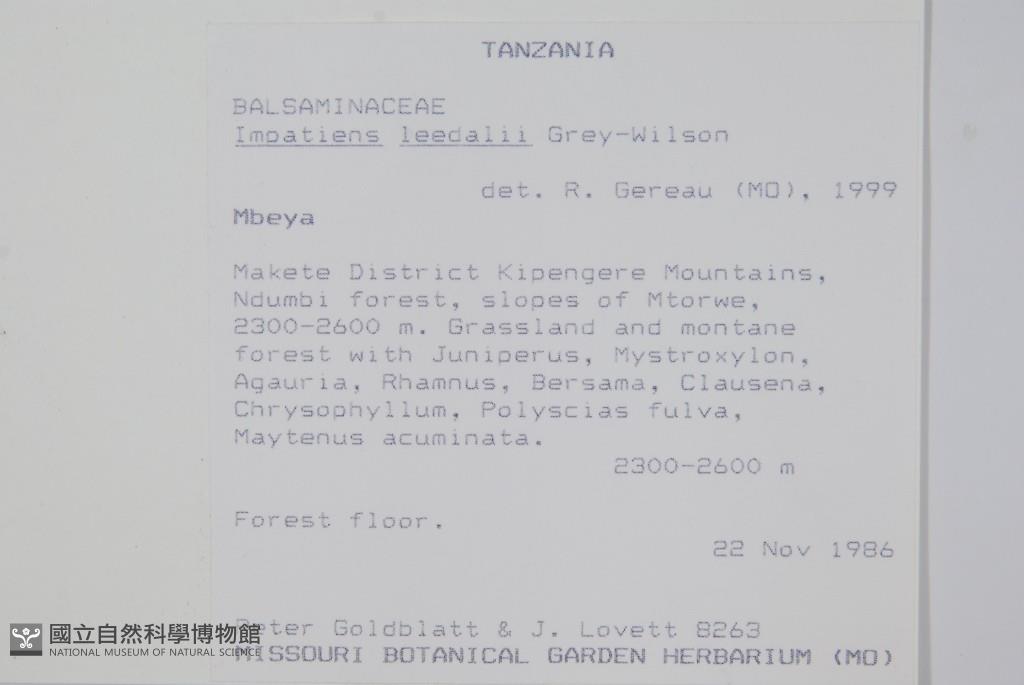 TANZANIA
BALSAMINACEAE
Impatiens leedalii Grey-Wilson
det. R. Gereau (MO), 1999
Mbeya
Makete District Kipengere Mountains,
Ndumbi forest, slopes of Mtorwe,
2300-2600 m. Grassland and montane
forest with Juniperus, Mystroxylon,
Agauria, Rhamnus, Bersama, Clausena,
Chrysophyllum, Polyscias fulva,
Maytenus acuminata.
2300-2600 m
Forest floor.
22 Nov 1986
Peter Goldblatt & J. Lovett 8263
MISSOURI BOTANICAL GARDEN HERBARIUM (MO)
國立自然科學博物館
NATIONAL MUSEUM OF NATURAL SCIENCE